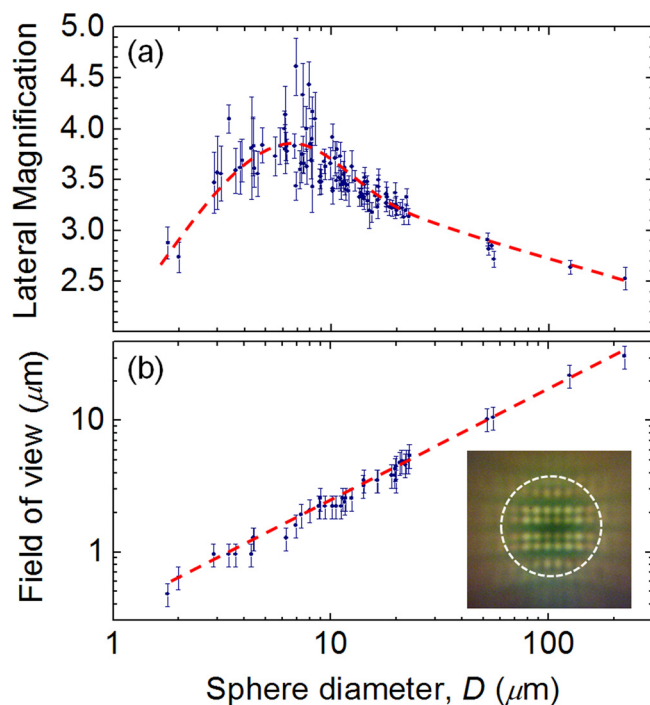 (a)
Lateral Magnification
5.0
4.5
4.0
3.5
3.0
2.5
(b)
Field of view (μm)
10
1
1 10 100
Sphere diameter, D (μm)